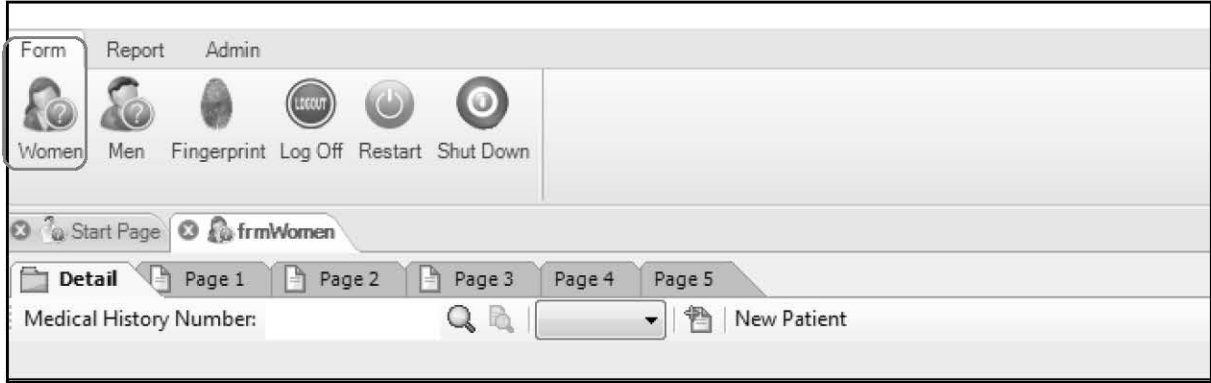 Form Report Admin
LOGOUT
Women Men Fingerprint Log Off Restart Shut Down
Start Page frmWomen
Detail Page 1 Page 2 Page 3 Page 4 Page 5
Medical History Number: New Patient